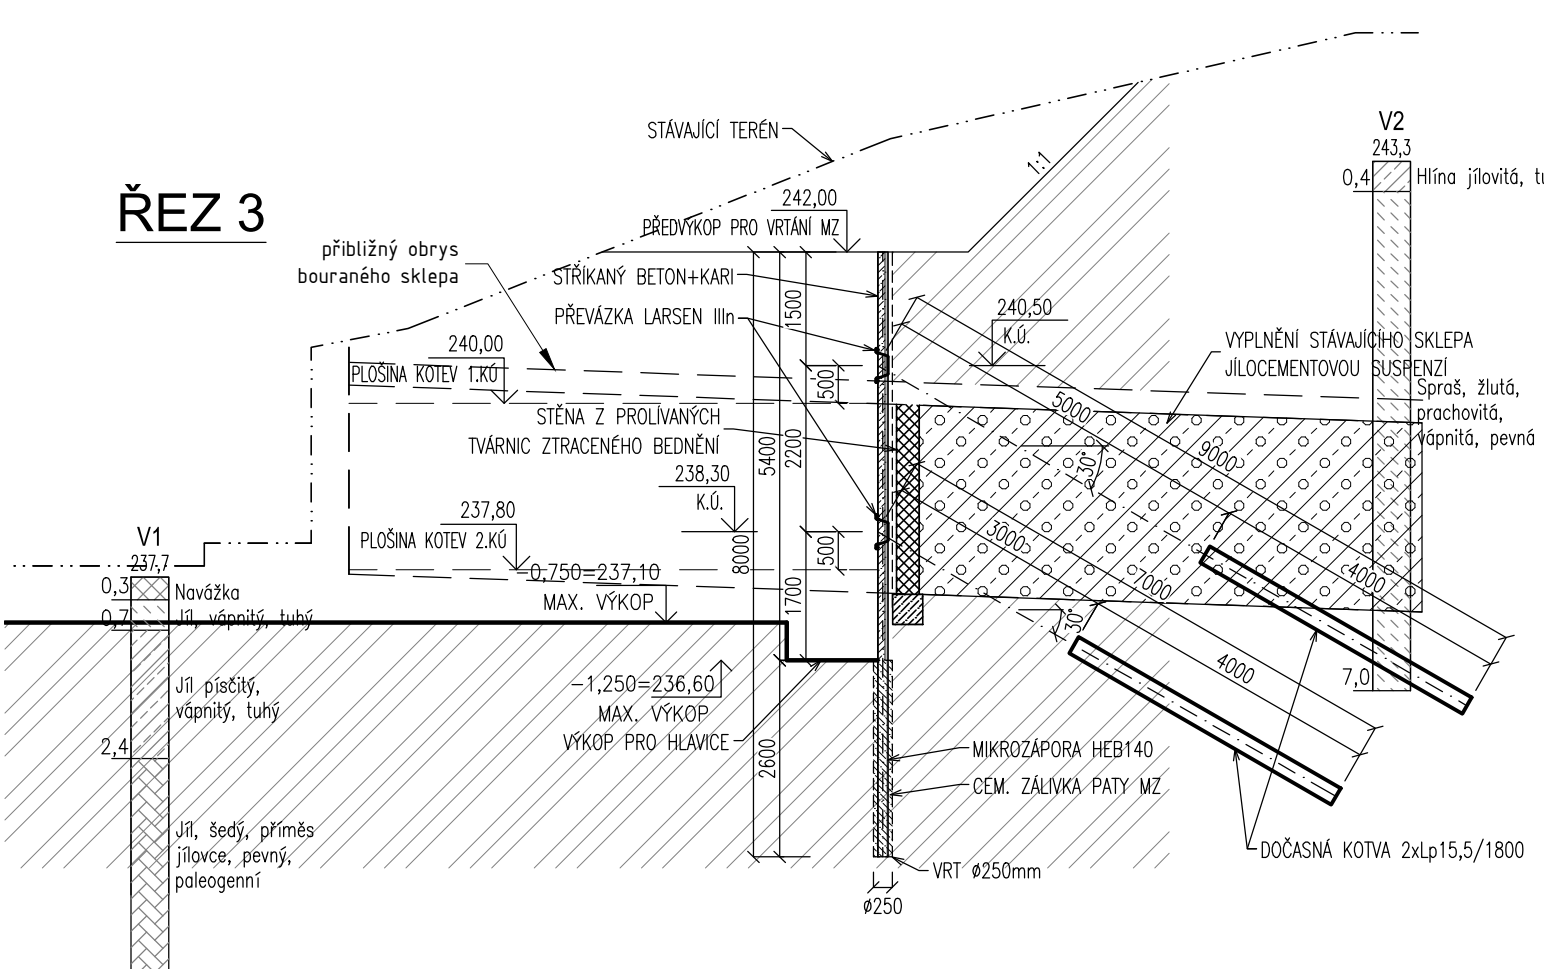 STÁVAJÍCÍ TERÉN
V2
243,3
0,4
Hlína jílovitá, tu
1:1
ŘEZ 3
242,00
PŘEDVÝKOP PRO VRTÁNÍ MZ
přibližný obrys
bouraného sklepa
STŘÍKANÝ BETON+KARI
PŘEVÁZKA LARSEN IIIn
1500
240,50
K.Ú.
VYPLNĚNÍ STÁVAJÍCÍHO SKLEPA
JÍLOCEMENTOVOU SUSPENZÍ
240,00
PLOŠINA KOTEV 1.KÚ
500
Spraš, žlutá,
prachovitá,
vápnitá, pevná
STĚNA Z PROLÍVANÝCH
TVÁRNIC ZTRACENÉHO BEDNĚNÍ
5400
2200
5000
9000
30°
238,30
K.Ú.
237,80
PLOŠINA KOTEV 2.KÚ
8000
500
3000
7000
4000
V1
237,7
0,3
Navážka
0,7
Jíl, vápnitý, tuhý
-0,750=237,10
MAX. VÝKOP
1700
30°
4000
7,0
Jíl písčitý,
vápnitý, tuhý
2,4
-1,250=236,60
MAX. VÝKOP
VÝKOP PRO HLAVICE
2600
MIKROZÁPORA HEB140
CEM. ZÁLIVKA PATY MZ
Jíl, šedý, příměs
jílovce, pevný,
paleogenní
DOČASNÁ KOTVA 2xLp15,5/1800
VRT ø250mm
ø250